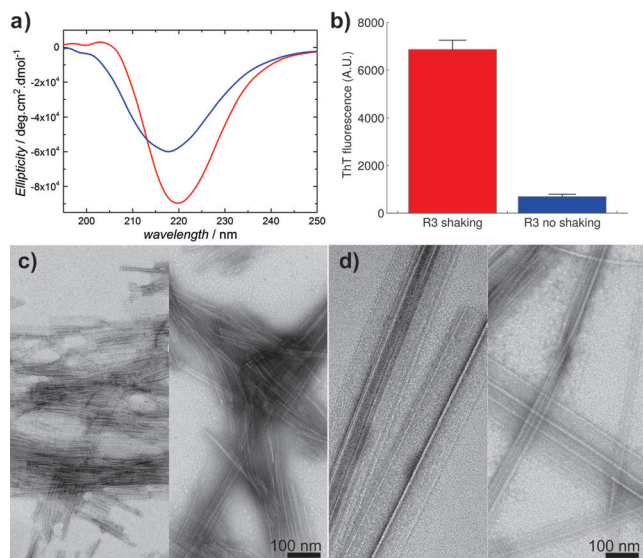 a)
Ellipticity / deg.cm².dmol⁻¹
0
-2x10⁴
-4x10⁴
-6x10⁴
-8x10⁴
200 210 220 230 240 250
wavelength / nm
b)
ThT fluorescence (A.U.)
8000
6000
4000
2000
0
R3 shaking R3 no shaking
c)
100 nm
d)
100 nm